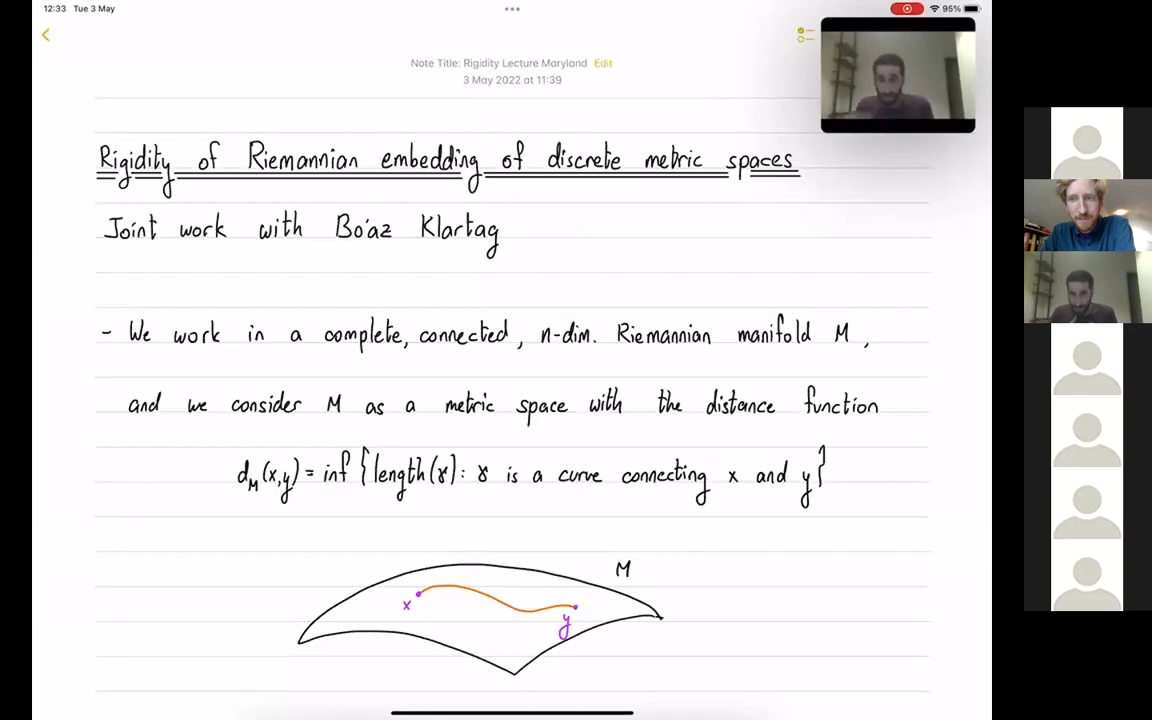 12:33 Tue 3 May
95%
Note Title: Rigidity Lecture Maryland Edit
3 May 2022 at 11:39
Rigidity of Riemannian embedding of discrete metric spaces
Joint work with Bo'az Klartag
- We work in a complete, connected, n-dim. Riemannian manifold M,
and we consider M as a metric space with the distance function
d_M(x,y) = inf {length(γ): γ is a curve connecting x and y}
M
x
y